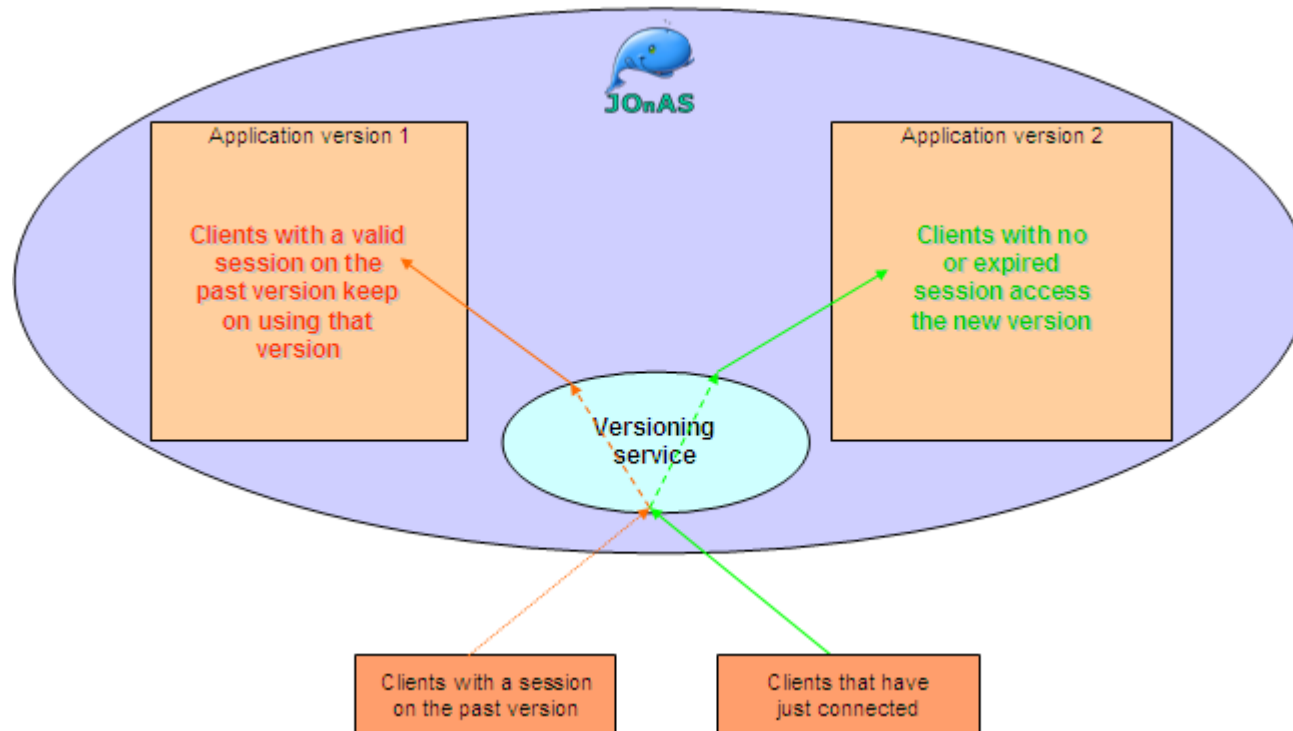 JOnAS
Application version 1
Clients with a valid
session on the
past version keep
on using that
version
Application version 2
Clients with no
or expired
session access
the new version
Versioning
service
Clients with a session
on the past version
Clients that have
just connected